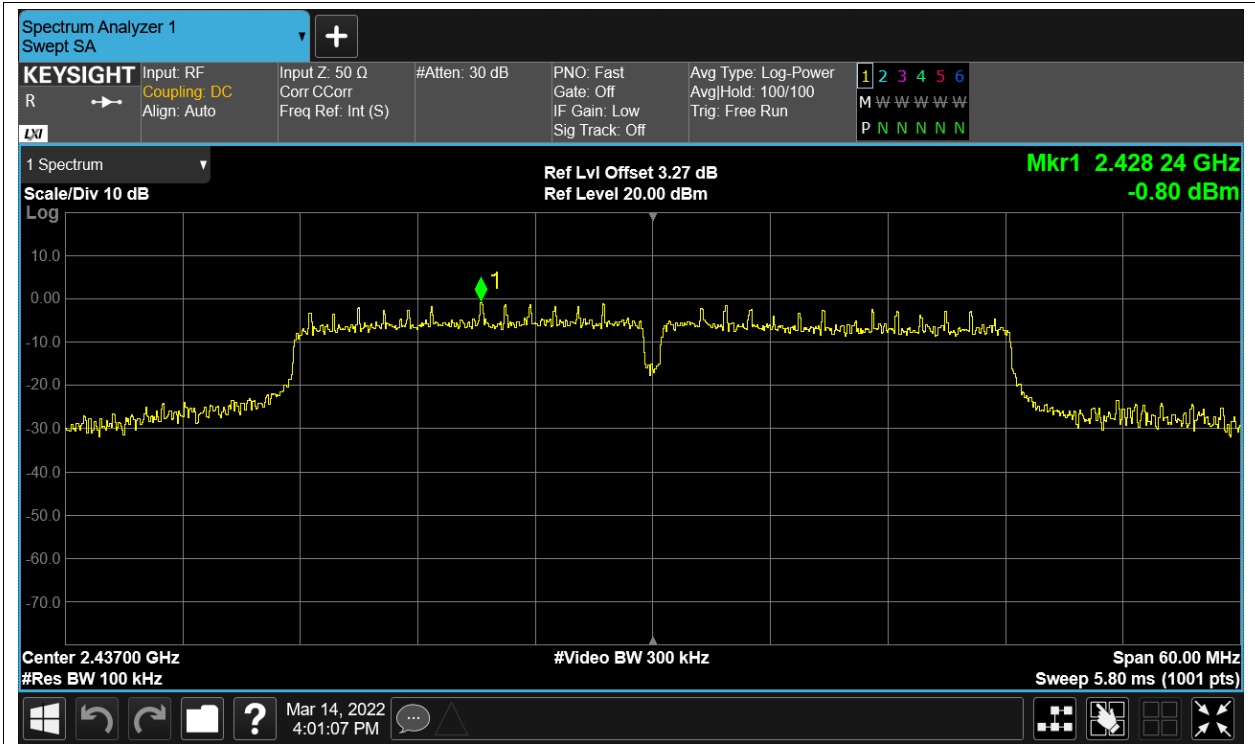 Spectrum Analyzer 1
Swept SA
+
KEYSIGHT
R
LXI
Input: RF
Coupling: DC
Align: Auto
Input Z: 50 Ω
Corr CCorr
Freq Ref: Int (S)
#Atten: 30 dB
PNO: Fast
Gate: Off
IF Gain: Low
Sig Track: Off
Avg Type: Log-Power
Avg|Hold: 100/100
Trig: Free Run
1 2 3 4 5 6
M W W W W W
P N N N N N
1 Spectrum
Scale/Div 10 dB
Log
Ref Lvl Offset 3.27 dB
Ref Level 20.00 dBm
Mkr1 2.428 24 GHz
-0.80 dBm
10.0
0.00
-10.0
-20.0
-30.0
-40.0
-50.0
-60.0
-70.0
1
Center 2.43700 GHz
#Res BW 100 kHz
#Video BW 300 kHz
Span 60.00 MHz
Sweep 5.80 ms (1001 pts)
?
Mar 14, 2022
4:01:07 PM